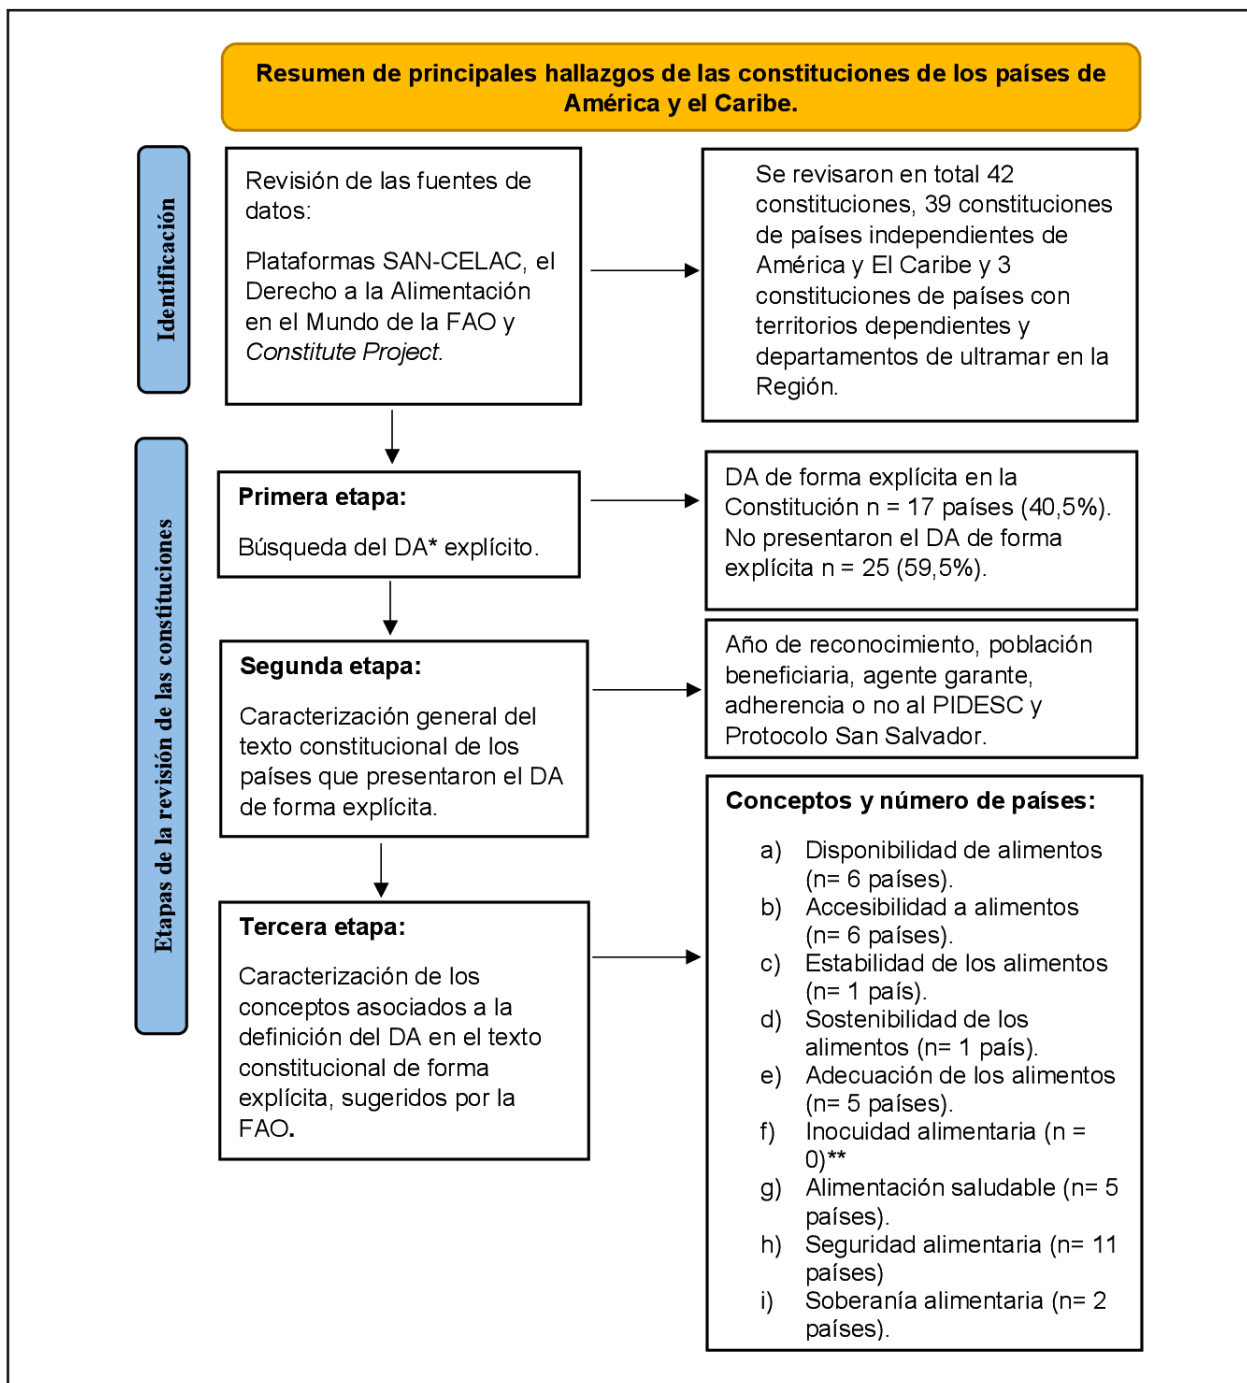 Resumen de principales hallazgos de las constituciones de los países de
América y el Caribe.
Identificación
Revisión de las fuentes de
datos:
Plataformas SAN-CELAC, el
Derecho a la Alimentación
en el Mundo de la FAO y
Constitute Project.
Se revisaron en total 42
constituciones, 39 constituciones
de países independientes de
América y El Caribe y 3
constituciones de países con
territorios dependientes y
departamentos de ultramar en la
Región.
Etapas de la revisión de las constituciones
Primera etapa:
Búsqueda del DA* explícito.
DA de forma explícita en la
Constitución n = 17 países (40,5%).
No presentaron el DA de forma
explícita n = 25 (59,5%).
Segunda etapa:
Caracterización general del
texto constitucional de los
países que presentaron el DA
de forma explícita.
Año de reconocimiento, población
beneficiaria, agente garante,
adherencia o no al PIDESC y
Protocolo San Salvador.
Tercera etapa:
Caracterización de los
conceptos asociados a la
definición del DA en el texto
constitucional de forma
explícita, sugeridos por la
FAO.
Conceptos y número de países:
a) Disponibilidad de alimentos
(n= 6 países).
b) Accesibilidad a alimentos
(n= 6 países).
c) Estabilidad de los alimentos
(n= 1 país).
d) Sostenibilidad de los
alimentos (n= 1 país).
e) Adecuación de los alimentos
(n= 5 países).
f) Inocuidad alimentaria (n =
0)**
g) Alimentación saludable (n= 5
países).
h) Seguridad alimentaria (n= 11
países)
i) Soberanía alimentaria (n= 2
países).